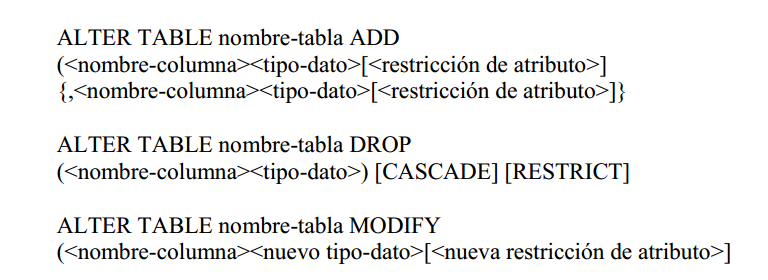 ALTER TABLE nombre-tabla ADD
(<nombre-columna><tipo-dato>[<restricción de atributo>]
{,<nombre-columna><tipo-dato>[<restricción de atributo>]}
ALTER TABLE nombre-tabla DROP
(<nombre-columna><tipo-dato>) [CASCADE] [RESTRICT]
ALTER TABLE nombre-tabla MODIFY
(<nombre-columna><nuevo tipo-dato>[<nueva restricción de atributo>]